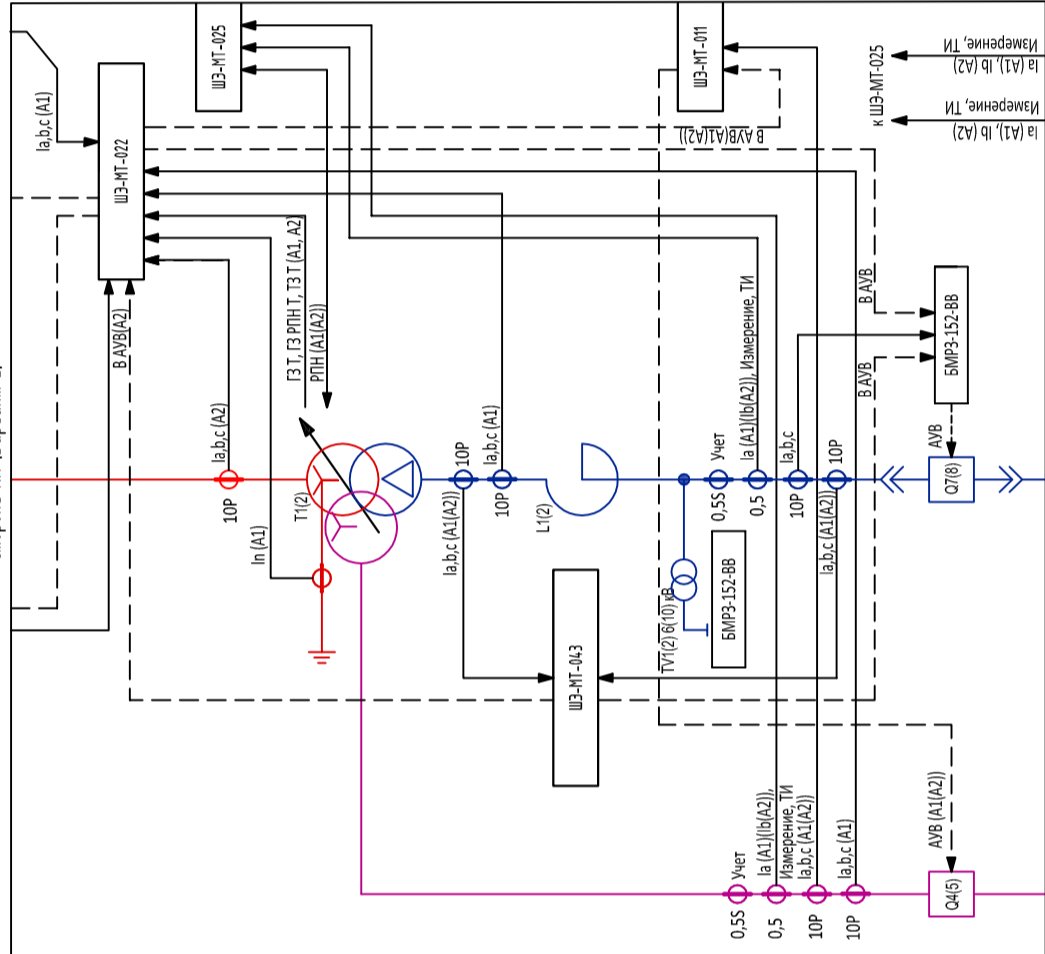 Ia,b,c (A1)
ШЭ-МТ-022
ШЭ-МТ-025
ШЭ-МТ-011
к ШЭ-МТ-025
Ia (A1), Ib (A2)
Измерение, ТИ
Ia (A1), Ib (A2)
Измерение, ТИ
В АУВ(А1(А2))
В АУВ(А2)
Ia,b,c (A2)
10Р
ГЗ Т, ГЗ РПН Т, ТЗ Т (А1, А2)
РПН (А1(А2))
Т1(2)
In (A1)
10Р
Ia,b,c (A1(A2))
Ia,b,c (A1)
10Р
L1(2)
Учет
0,5S
Ia (A1)(Ib(A2)), Измерение, ТИ
0,5
Ia,b,c
10Р
10Р
Ia,b,c (A1(A2))
В АУВ
В АУВ
БМРЗ-152-ВВ
АУВ
Q7(8)
TV1(2) 6(10) кВ
БМРЗ-152-ВВ
ШЭ-МТ-043
Учет
0,5S
Ia (A1)(Ib(A2)),
Измерение, ТИ
0,5
Ia,b,c (A1(A2))
10Р
Ia,b,c (A1)
10Р
АУВ (А1(А2))
Q4(5)